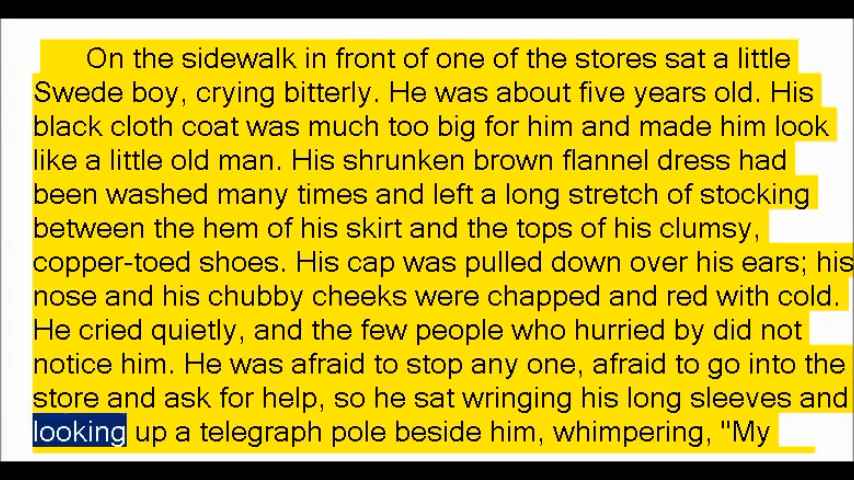 On the sidewalk in front of one of the stores sat a little
Swede boy, crying bitterly. He was about five years old. His
black cloth coat was much too big for him and made him look
like a little old man. His shrunken brown flannel dress had
been washed many times and left a long stretch of stocking
between the hem of his skirt and the tops of his clumsy,
copper-toed shoes. His cap was pulled down over his ears; his
nose and his chubby cheeks were chapped and red with cold.
He cried quietly, and the few people who hurried by did not
notice him. He was afraid to stop any one, afraid to go into the
store and ask for help, so he sat wringing his long sleeves and
looking up a telegraph pole beside him, whimpering, "My